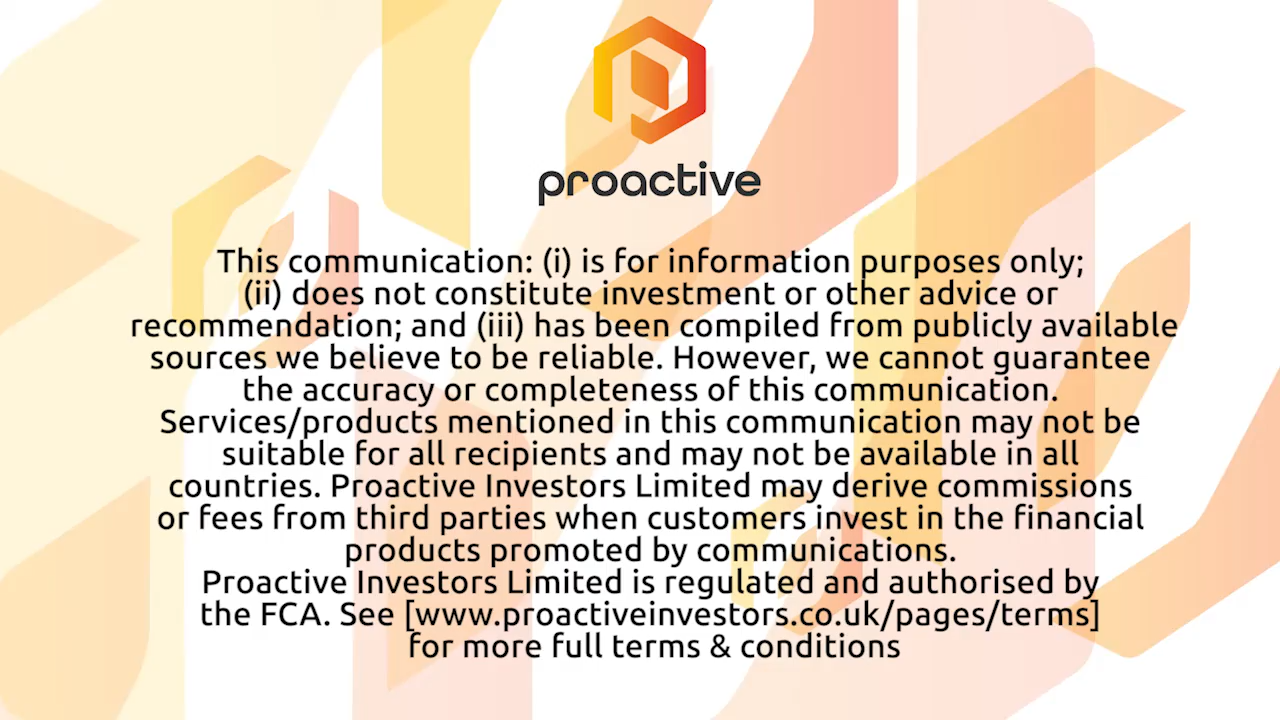 proactive
This communication: (i) is for information purposes only;
(ii) does not constitute investment or other advice or
recommendation; and (iii) has been compiled from publicly available
sources we believe to be reliable. However, we cannot guarantee
the accuracy or completeness of this communication.
Services/products mentioned in this communication may not be
suitable for all recipients and may not be available in all
countries. Proactive Investors Limited may derive commissions
or fees from third parties when customers invest in the financial
products promoted by communications.
Proactive Investors Limited is regulated and authorised by
the FCA. See [www.proactiveinvestors.co.uk/pages/terms]
for more full terms & conditions